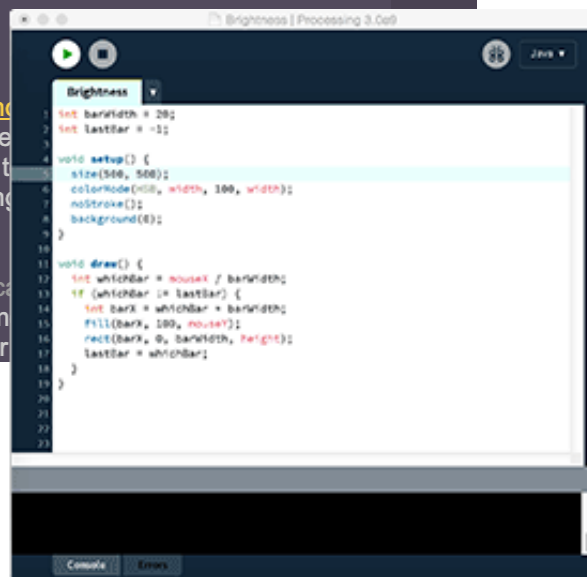 Brightness | Processing 3.0a9
Java
Brightness
1 int barWidth = 20;
2 int lastBar = -1;
3
4 void setup() {
5 size(500, 500);
6 colorMode(HSB, width, 100, width);
7 noStroke();
8 background(0);
9 }
10
11 void draw() {
12 int whichBar = mouseX / barWidth;
13 if (whichBar != lastBar) {
14 int barX = whichBar * barWidth;
15 fill(barX, 100, mouseY);
16 rect(barX, 0, barWidth, height);
17 lastBar = whichBar;
18 }
19 }
20
21
22
23
Console Errors